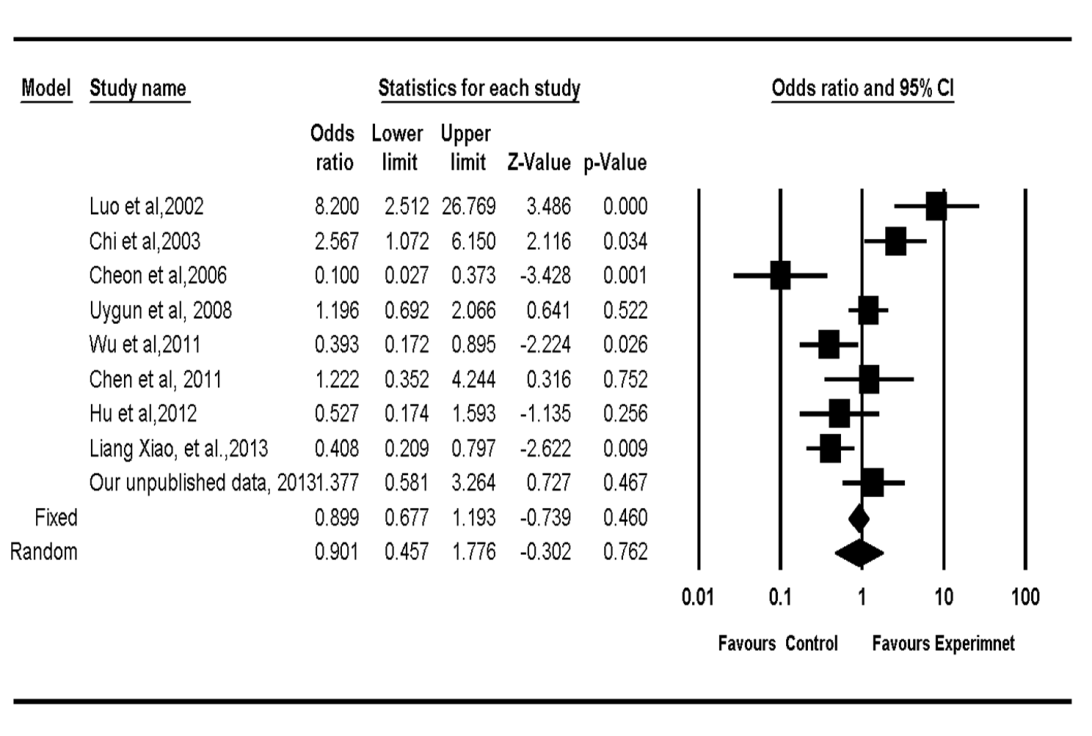 Model Study name Statistics for each study Odds ratio and 95% CI
Odds Lower Upper
ratio limit limit Z-Value p-Value
Luo et al,2002 8.200 2.512 26.769 3.486 0.000
Chi et al,2003 2.567 1.072 6.150 2.116 0.034
Cheon et al,2006 0.100 0.027 0.373 -3.428 0.001
Uygun et al, 2008 1.196 0.692 2.066 0.641 0.522
Wu et al,2011 0.393 0.172 0.895 -2.224 0.026
Chen et al, 2011 1.222 0.352 4.244 0.316 0.752
Hu et al,2012 0.527 0.174 1.593 -1.135 0.256
Liang Xiao, et al.,2013 0.408 0.209 0.797 -2.622 0.009
Our unpublished data, 20131.377 0.581 3.264 0.727 0.467
Fixed 0.899 0.677 1.193 -0.739 0.460
Random 0.901 0.457 1.776 -0.302 0.762
0.01 0.1 1 10 100
Favours Control Favours Experimnet